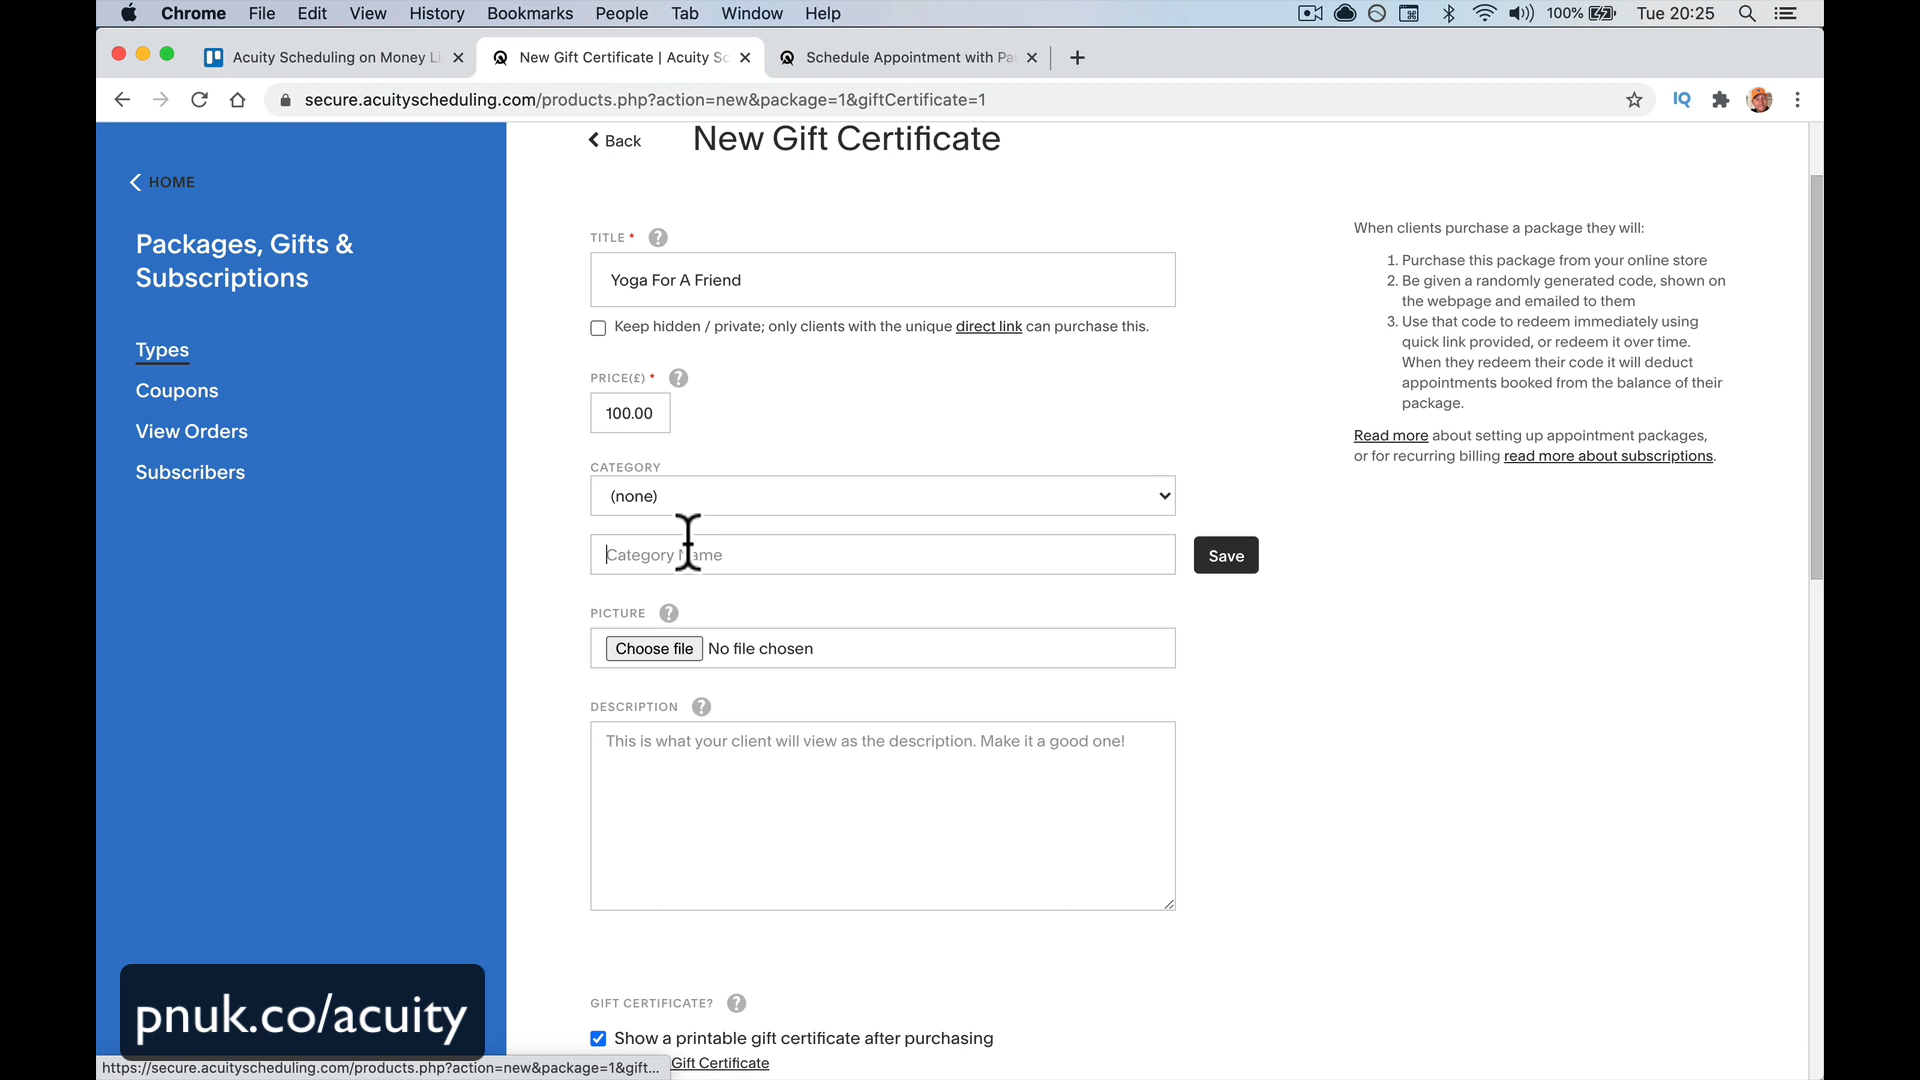 Chrome File Edit View History Bookmarks People Tab Window Help 100% Tue 20:25
Acuity Scheduling on Money Li
New Gift Certificate | Acuity Sc
Schedule Appointment with Pa
secure.acuityscheduling.com/products.php?action=new&package=1&giftCertificate=1
IQ
HOME
Packages, Gifts &
Subscriptions
Types
Coupons
View Orders
Subscribers
Back
New Gift Certificate
TITLE * ?
Yoga For A Friend
Keep hidden / private; only clients with the unique direct link can purchase this.
PRICE(£) * ?
100.00
CATEGORY
(none)
Category Name
Save
PICTURE ?
Choose file No file chosen
DESCRIPTION ?
This is what your client will view as the description. Make it a good one!
GIFT CERTIFICATE? ?
Show a printable gift certificate after purchasing
Gift Certificate
When clients purchase a package they will:
1. Purchase this package from your online store
2. Be given a randomly generated code, shown on
the webpage and emailed to them
3. Use that code to redeem immediately using
quick link provided, or redeem it over time.
When they redeem their code it will deduct
appointments booked from the balance of their
package.
Read more about setting up appointment packages,
or for recurring billing read more about subscriptions.
pnuk.co/acuity
https://secure.acuityscheduling.com/products.php?action=new&package=1&gift...